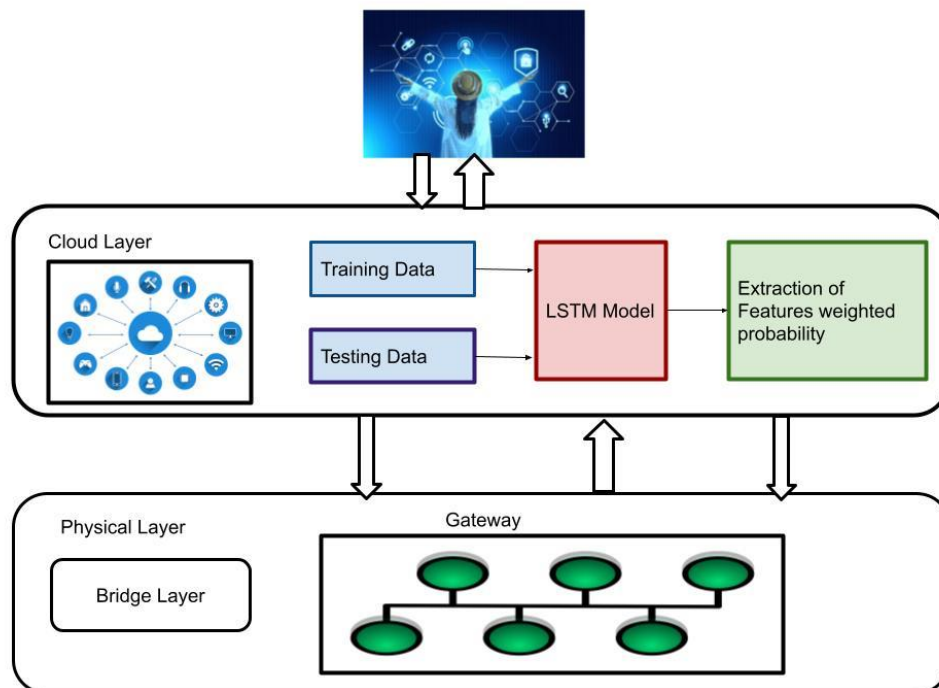 Cloud Layer
Training Data
Testing Data
LSTM Model
Extraction of
Features weighted
probability
Physical Layer
Gateway
Bridge Layer